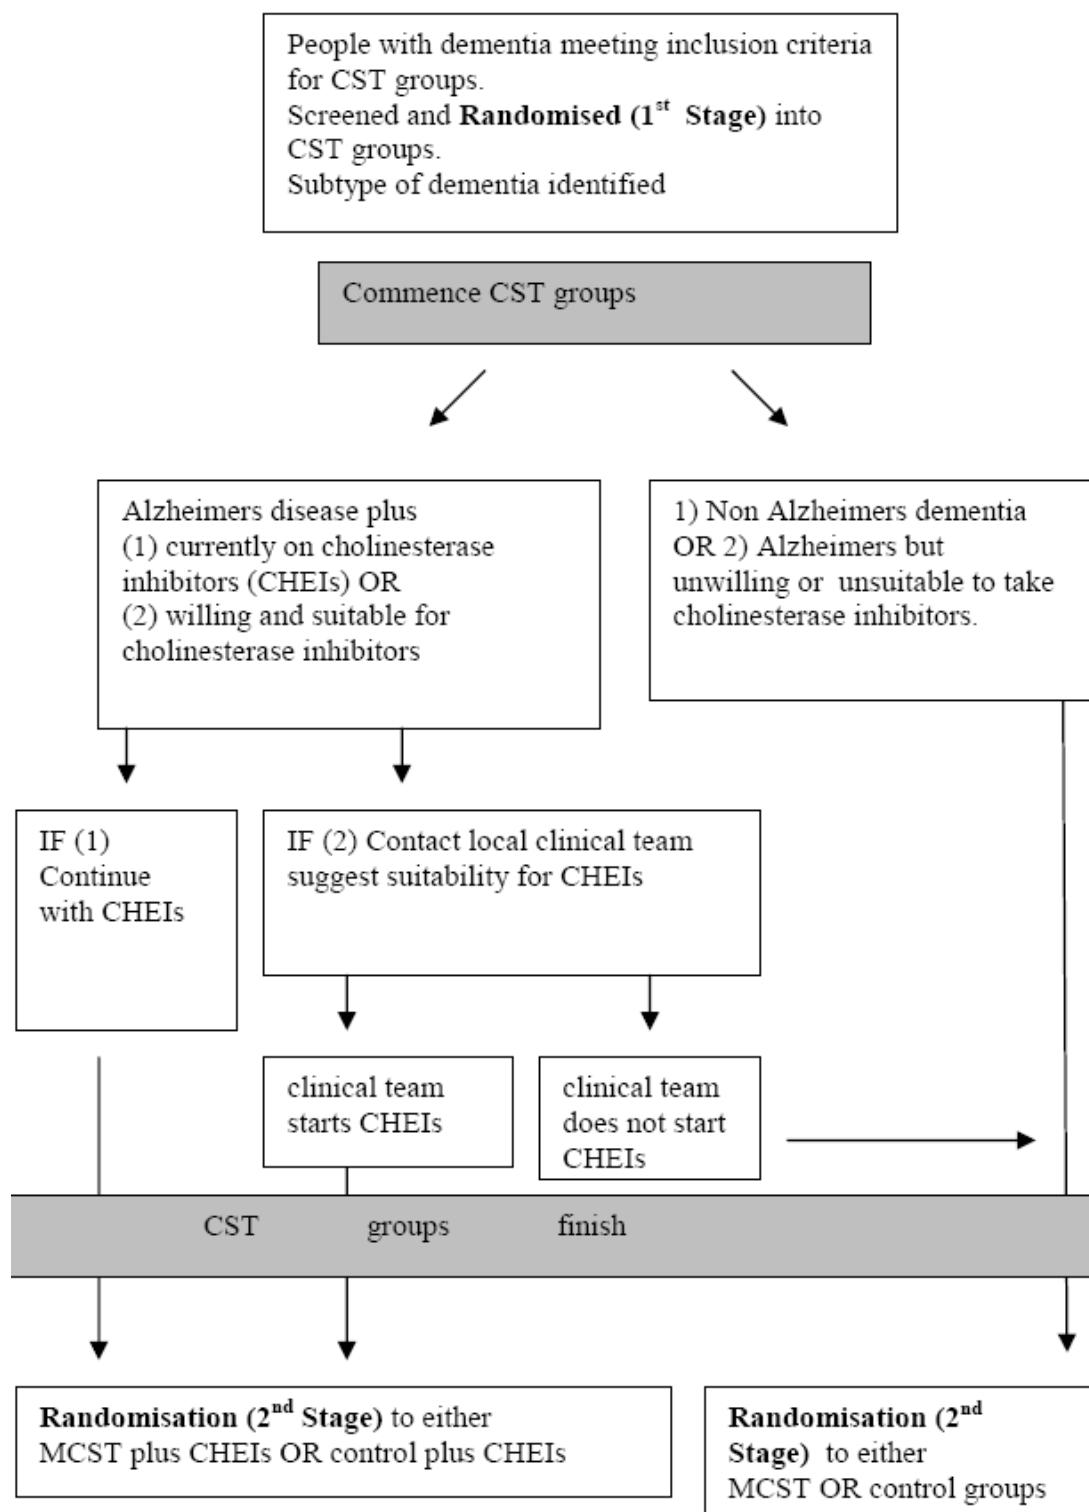 People with dementia meeting inclusion criteria
for CST groups.
Screened and Randomised (1st Stage) into
CST groups.
Subtype of dementia identified
Commence CST groups
Alzheimers disease plus
(1) currently on cholinesterase
inhibitors (CHEIs) OR
(2) willing and suitable for
cholinesterase inhibitors
1) Non Alzheimers dementia
OR 2) Alzheimers but
unwilling or unsuitable to take
cholinesterase inhibitors.
IF (1)
Continue
with CHEIs
IF (2) Contact local clinical team
suggest suitability for CHEIs
clinical team
starts CHEIs
clinical team
does not start
CHEIs
CST groups finish
Randomisation (2nd Stage) to either
MCST plus CHEIs OR control plus CHEIs
Randomisation (2nd
Stage) to either
MCST OR control groups